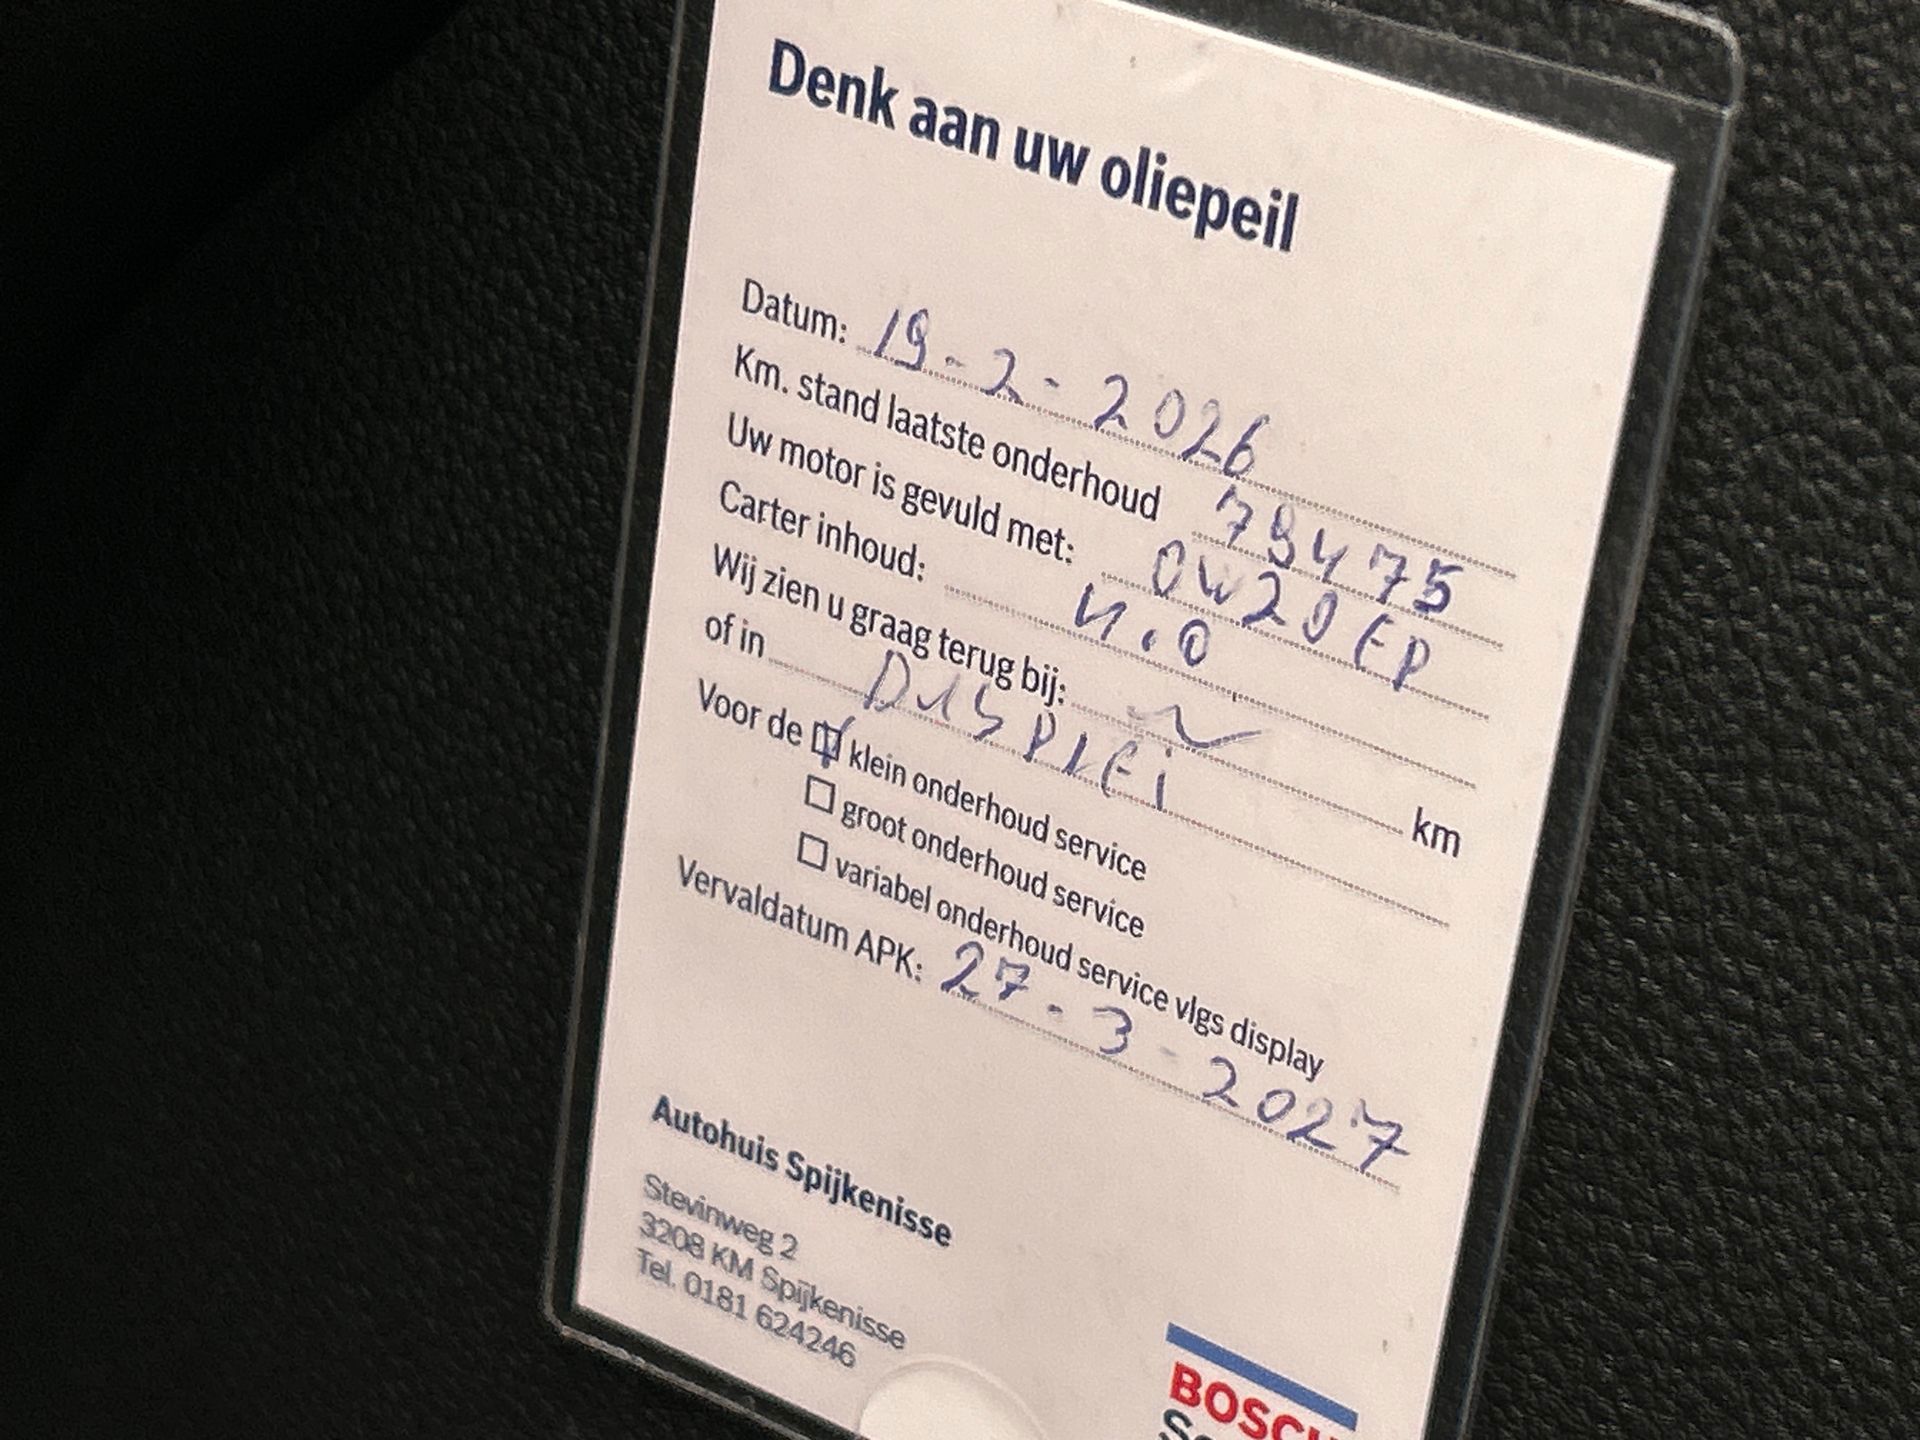 Denk aan uw oliepeil
Datum: 19-2-2026
Km. stand laatste onderhoud 79475
Uw motor is gevuld met: 0W20 EP
Carter inhoud: 4.0
Wij zien u graag terug bij: km
of in DISPLEi
Voor de klein onderhoud service
groot onderhoud service
variabel onderhoud service vlgs display
Vervaldatum APK: 27-3-2027
Autohuis Spijkenisse
Stevinweg 2
3208 KM Spijkenisse
Tel. 0181 624246
BOSCH